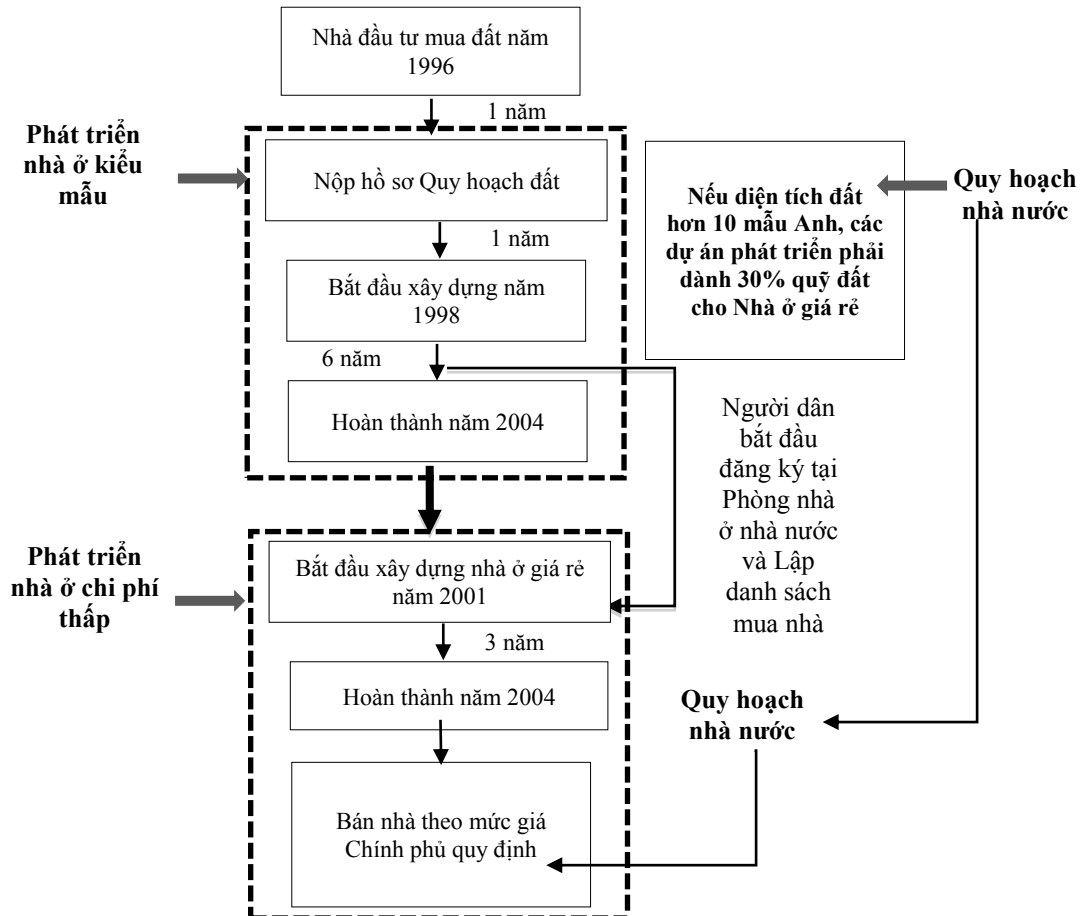 Nhà đầu tư mua đất năm
1996
1 năm
Phát triển
nhà ở kiểu
mẫu
Nộp hồ sơ Quy hoạch đất
1 năm
Bắt đầu xây dựng năm
1998
6 năm
Hoàn thành năm 2004
Nếu diện tích đất
hơn 10 mẫu Anh, các
dự án phát triển phải
dành 30% quỹ đất
cho Nhà ở giá rẻ
Quy hoạch
nhà nước
Người dân
bắt đầu
đăng ký tại
Phòng nhà
ở nhà nước
và Lập
danh sách
mua nhà
Phát triển
nhà ở chi phí
thấp
Bắt đầu xây dựng nhà ở giá rẻ
năm 2001
3 năm
Hoàn thành năm 2004
Quy hoạch
nhà nước
Bán nhà theo mức giá
Chính phủ quy định